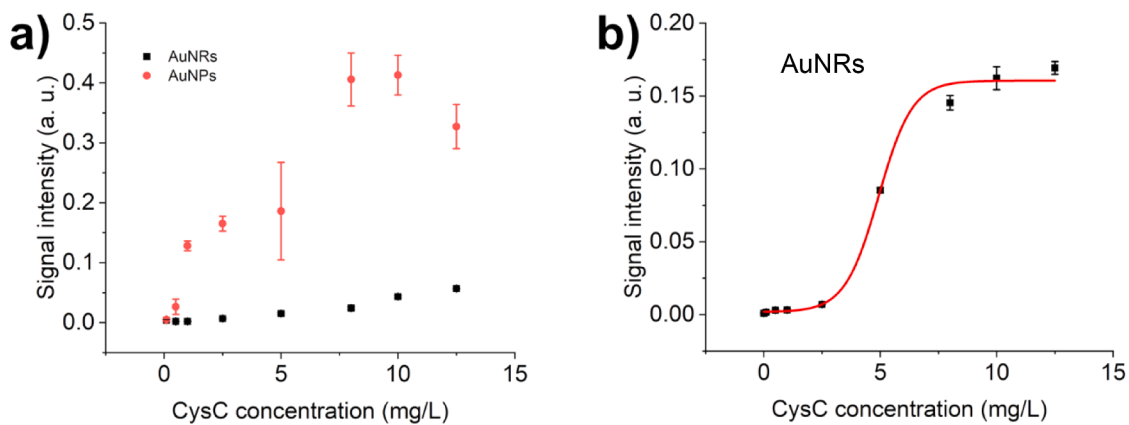 a)
AuNRs
AuNPs
0.5
0.4
0.3
0.2
0.1
0.0
0
5
10
15
Signal intensity (a. u.)
CysC concentration (mg/L)
b)
AuNRs
0.20
0.15
0.10
0.05
0.00
0
5
10
15
Signal intensity (a. u.)
CysC concentration (mg/L)